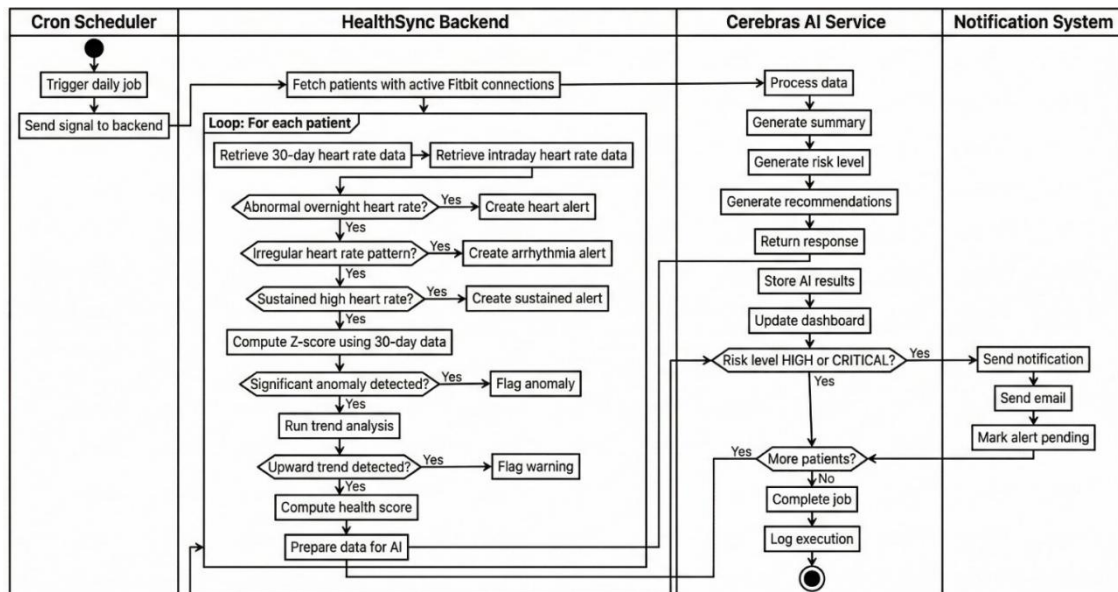 Cron Scheduler
HealthSync Backend
Cerebras AI Service
Notification System
Trigger daily job
Send signal to backend
Fetch patients with active Fitbit connections
Loop: For each patient
Retrieve 30-day heart rate data
Retrieve intraday heart rate data
Abnormal overnight heart rate?
Yes
Create heart alert
Yes
Irregular heart rate pattern?
Yes
Create arrhythmia alert
Yes
Sustained high heart rate?
Yes
Create sustained alert
Yes
Compute Z-score using 30-day data
Significant anomaly detected?
Yes
Flag anomaly
Yes
Run trend analysis
Upward trend detected?
Yes
Flag warning
Yes
Compute health score
Prepare data for AI
Process data
Generate summary
Generate risk level
Generate recommendations
Return response
Store AI results
Update dashboard
Risk level HIGH or CRITICAL?
Yes
Yes
Send notification
Send email
Mark alert pending
Yes
More patients?
No
Complete job
Log execution